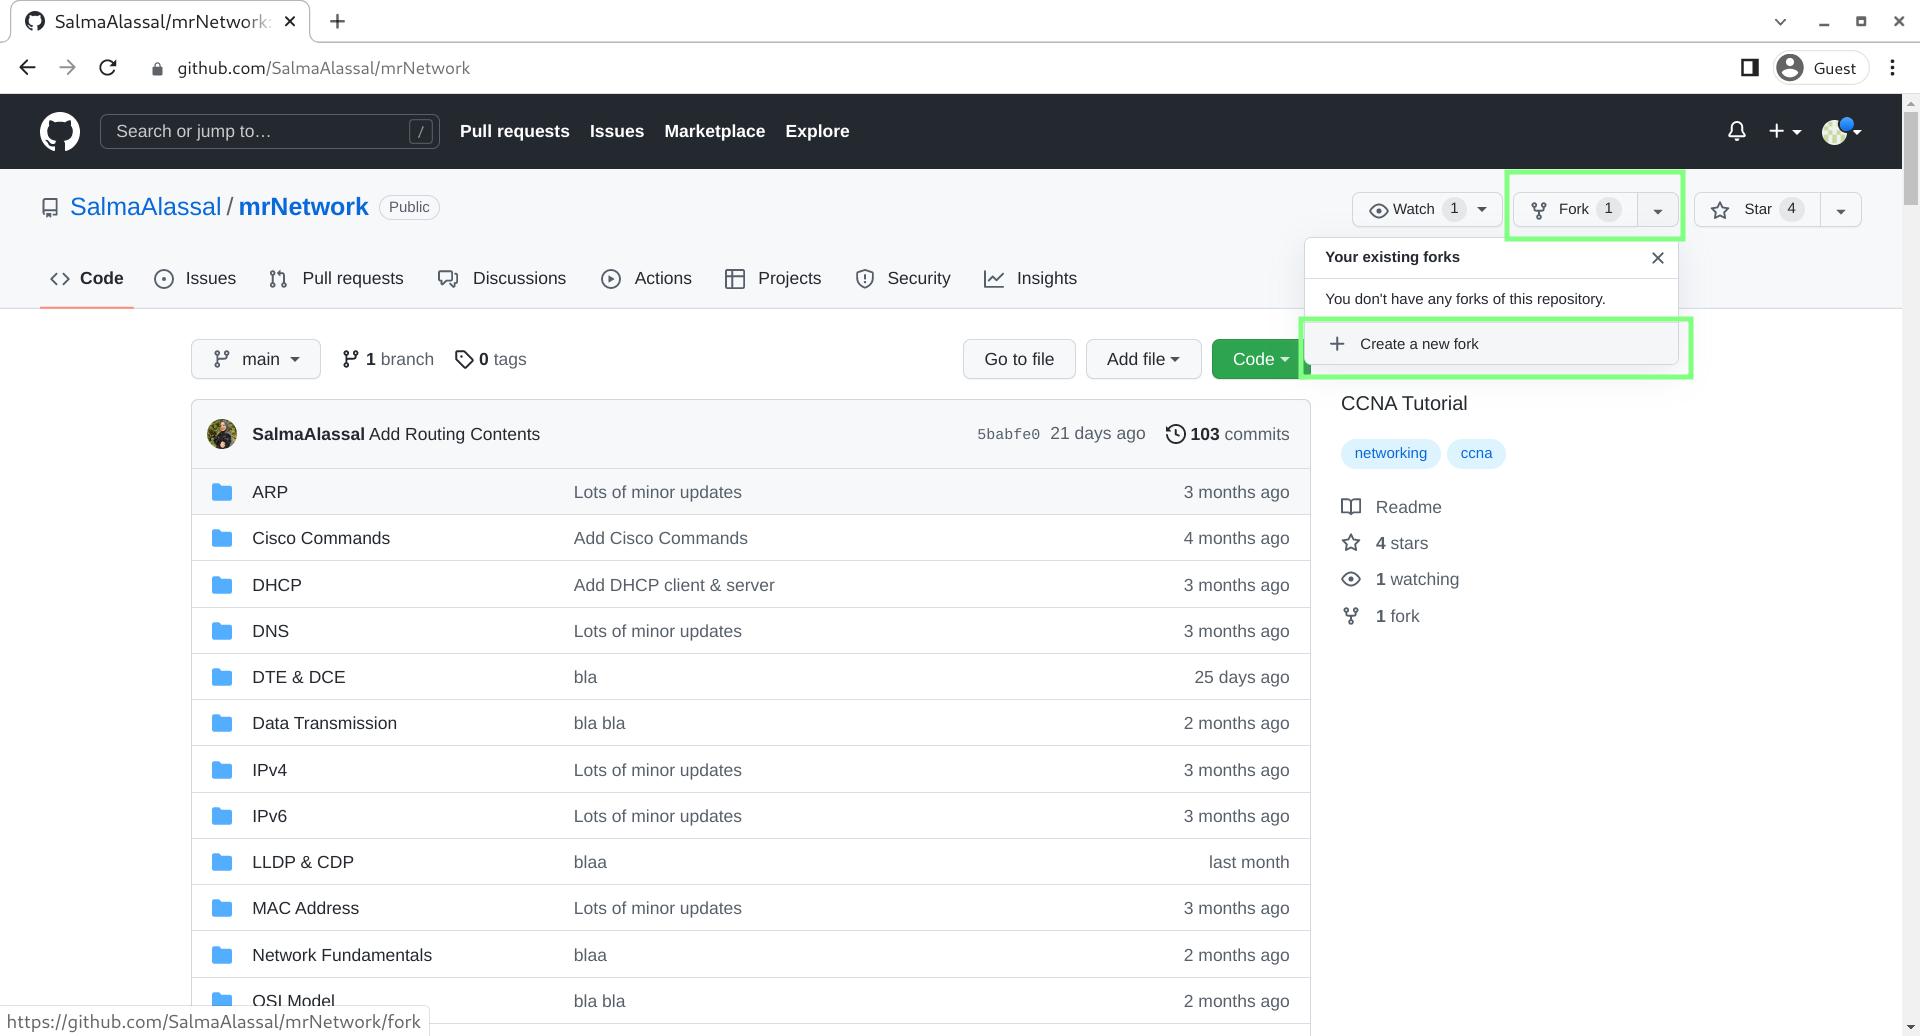 SalmaAlassal/mrNetwork:
github.com/SalmaAlassal/mrNetwork
Guest
Search or jump to…
/
Pull requests
Issues
Marketplace
Explore
SalmaAlassal / mrNetwork
Public
Watch 1
Fork 1
Star 4
Your existing forks
You don't have any forks of this repository.
Create a new fork
Code
Issues
Pull requests
Discussions
Actions
Projects
Security
Insights
main
1 branch
0 tags
Go to file
Add file
Code
CCNA Tutorial
networking
ccna
Readme
4 stars
1 watching
1 fork
SalmaAlassal Add Routing Contents
5babfe0 21 days ago
103 commits
ARP Lots of minor updates 3 months ago
Cisco Commands Add Cisco Commands 4 months ago
DHCP Add DHCP client & server 3 months ago
DNS Lots of minor updates 3 months ago
DTE & DCE bla 25 days ago
Data Transmission bla bla 2 months ago
IPv4 Lots of minor updates 3 months ago
IPv6 Lots of minor updates 3 months ago
LLDP & CDP blaa last month
MAC Address Lots of minor updates 3 months ago
Network Fundamentals blaa 2 months ago
OSI Model bla bla 2 months ago
https://github.com/SalmaAlassal/mrNetwork/fork